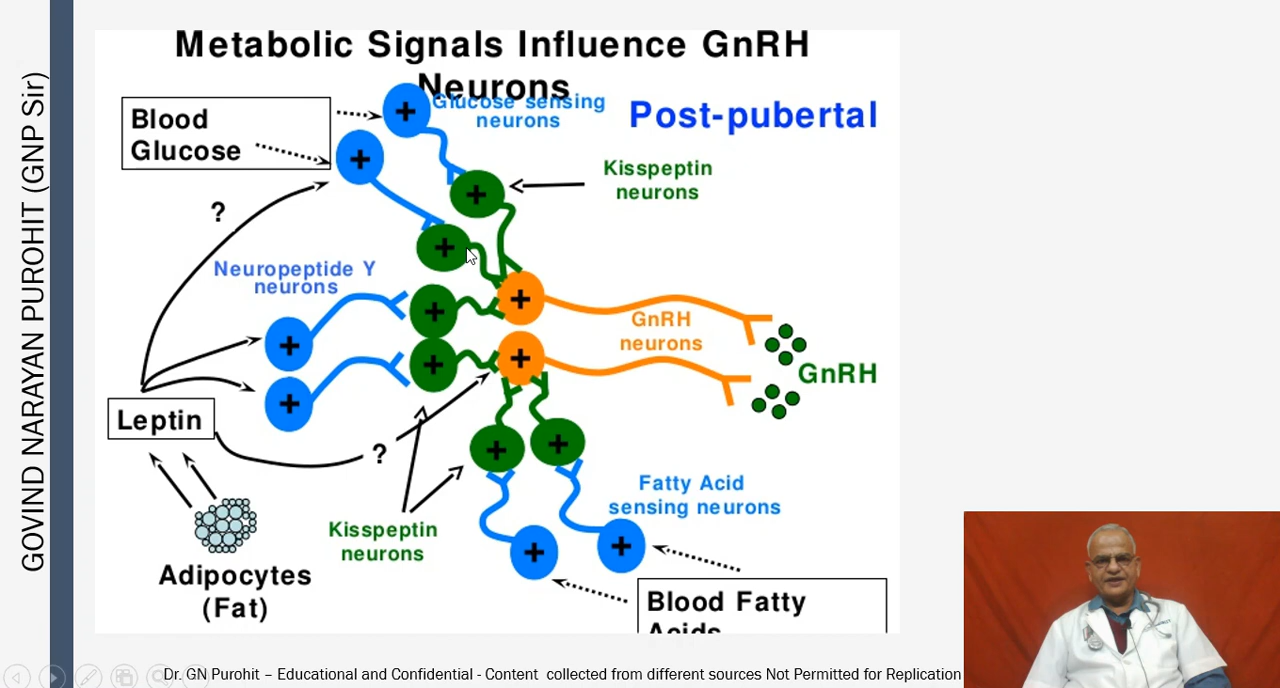 GOVIND NARAYAN PUROHIT (GNP Sir)
Metabolic Signals Influence GnRH
Neurons
Post-pubertal
Blood
Glucose
Glucose sensing
neurons
Kisspeptin
neurons
?
Neuropeptide Y
neurons
GnRH
neurons
GnRH
Leptin
?
Fatty Acid
sensing neurons
Kisspeptin
neurons
Adipocytes
(Fat)
Blood Fatty
Acids
Dr. GN Purohit – Educational and Confidential - Content collected from different sources Not Permitted for Replication